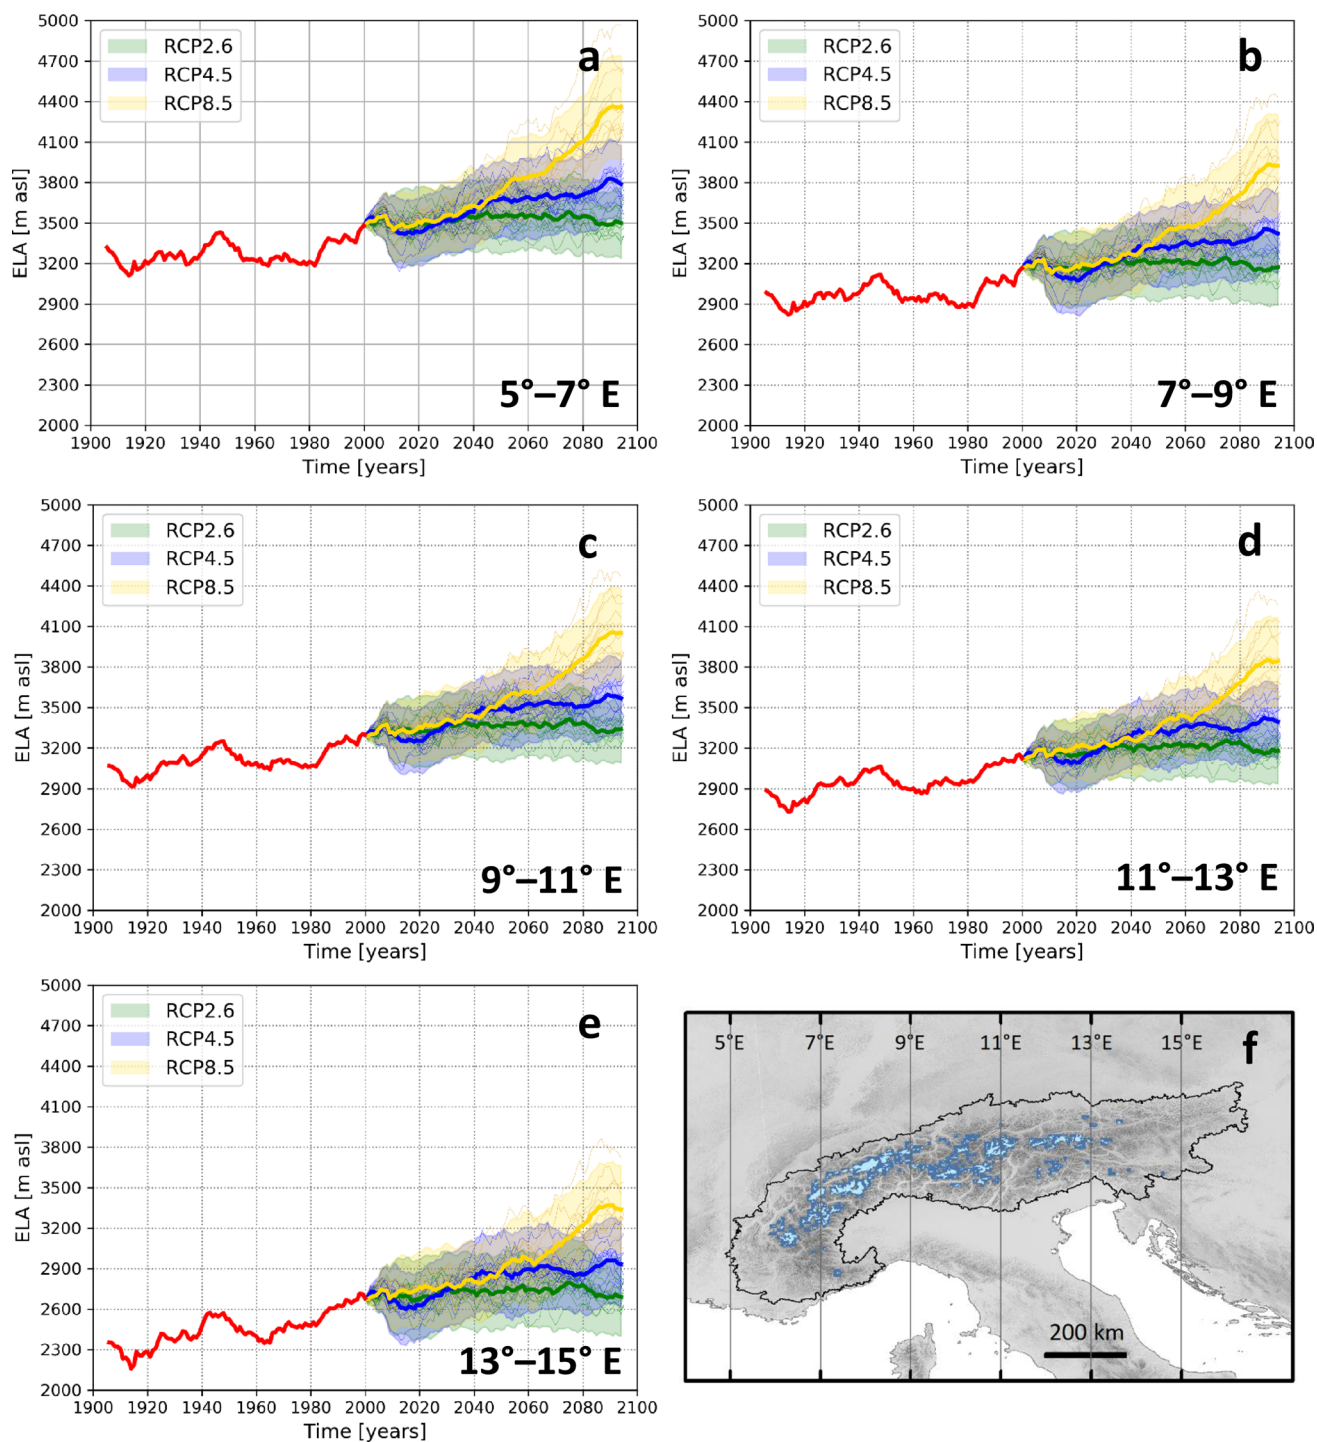 a
RCP2.6
RCP4.5
RCP8.5
5000
4700
4400
4100
3800
3500
3200
2900
2600
2300
2000
ELA [m asl]
5°–7° E
1900 1920 1940 1960 1980 2000 2020 2040 2060 2080 2100
Time [years]
b
RCP2.6
RCP4.5
RCP8.5
5000
4700
4400
4100
3800
3500
3200
2900
2600
2300
2000
ELA [m asl]
7°–9° E
1900 1920 1940 1960 1980 2000 2020 2040 2060 2080 2100
Time [years]
c
RCP2.6
RCP4.5
RCP8.5
5000
4700
4400
4100
3800
3500
3200
2900
2600
2300
2000
ELA [m asl]
9°–11° E
1900 1920 1940 1960 1980 2000 2020 2040 2060 2080 2100
Time [years]
d
RCP2.6
RCP4.5
RCP8.5
5000
4700
4400
4100
3800
3500
3200
2900
2600
2300
2000
ELA [m asl]
11°–13° E
1900 1920 1940 1960 1980 2000 2020 2040 2060 2080 2100
Time [years]
e
RCP2.6
RCP4.5
RCP8.5
5000
4700
4400
4100
3800
3500
3200
2900
2600
2300
2000
ELA [m asl]
13°–15° E
1900 1920 1940 1960 1980 2000 2020 2040 2060 2080 2100
Time [years]
f
5°E 7°E 9°E 11°E 13°E 15°E
200 km